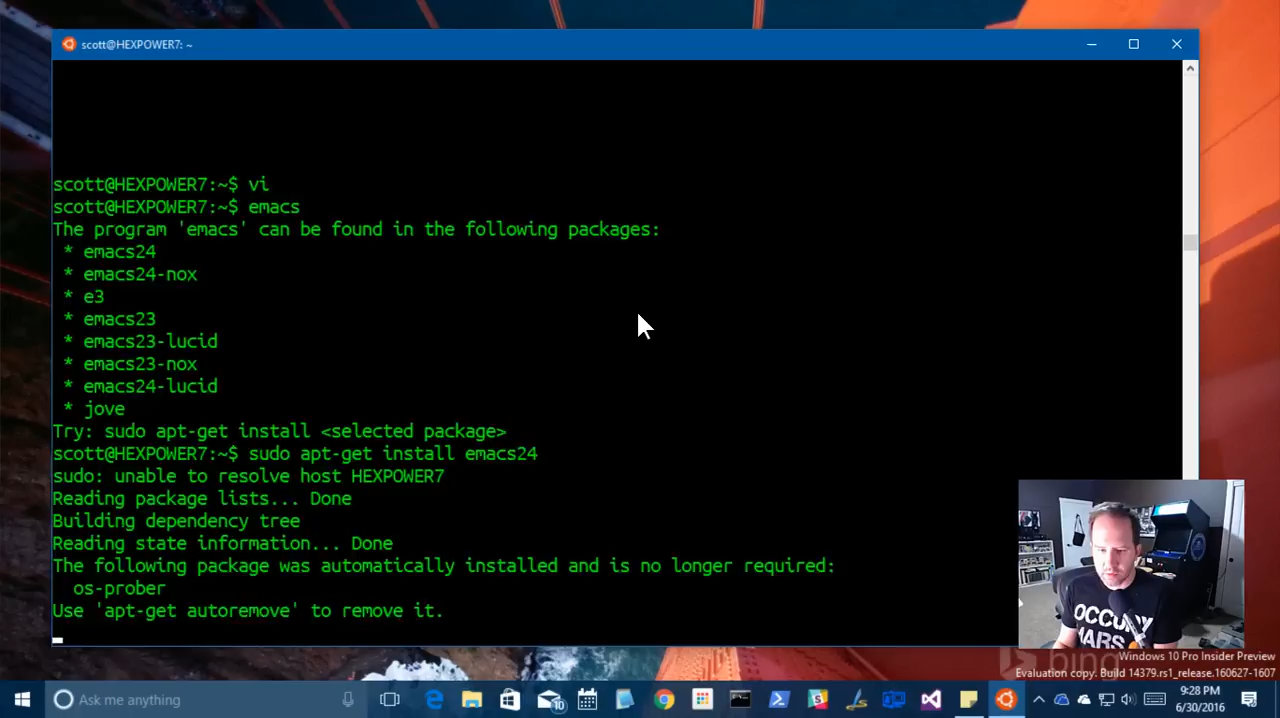 scott@HEXPOWER7: ~
scott@HEXPOWER7:~$ vi
scott@HEXPOWER7:~$ emacs
The program 'emacs' can be found in the following packages:
* emacs24
* emacs24-nox
* e3
* emacs23
* emacs23-lucid
* emacs23-nox
* emacs24-lucid
* jove
Try: sudo apt-get install <selected package>
scott@HEXPOWER7:~$ sudo apt-get install emacs24
sudo: unable to resolve host HEXPOWER7
Reading package lists... Done
Building dependency tree
Reading state information... Done
The following package was automatically installed and is no longer required:
os-prober
Use 'apt-get autoremove' to remove it.
OCCUPY
MARS
Windows 10 Pro Insider Preview
Evaluation copy. Build 14379.rs1_release.160627-1607
Ask me anything
10
9:28 PM
6/30/2016